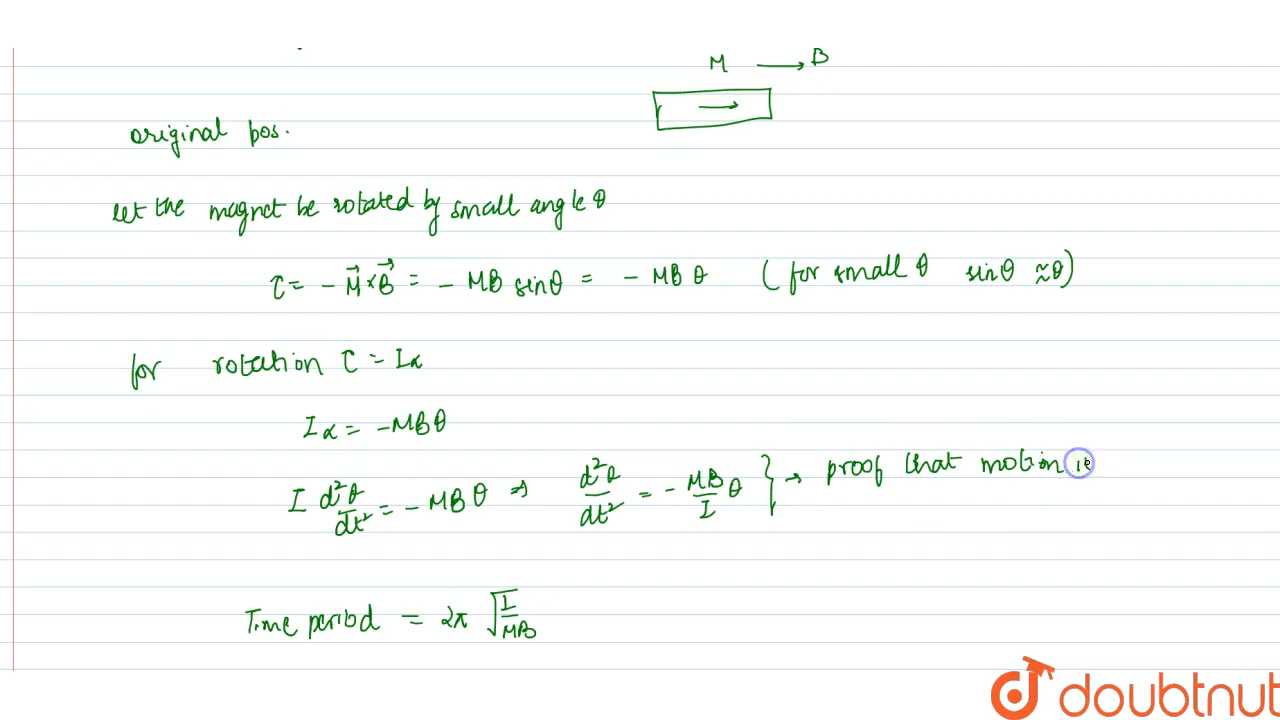 M → B
original pos.
let the magnet be rotated by small angle θ
τ = - M⃗ × B⃗ = - MB sinθ = - MB θ (for small θ sinθ ≈ θ)
for rotation τ = Iα
Iα = -MBθ
I d²θ/dt² = - MB θ ⇒ d²θ/dt² = - MB/I θ } → proof that motion is
Time period = 2π √(I/MB)
doubtnut